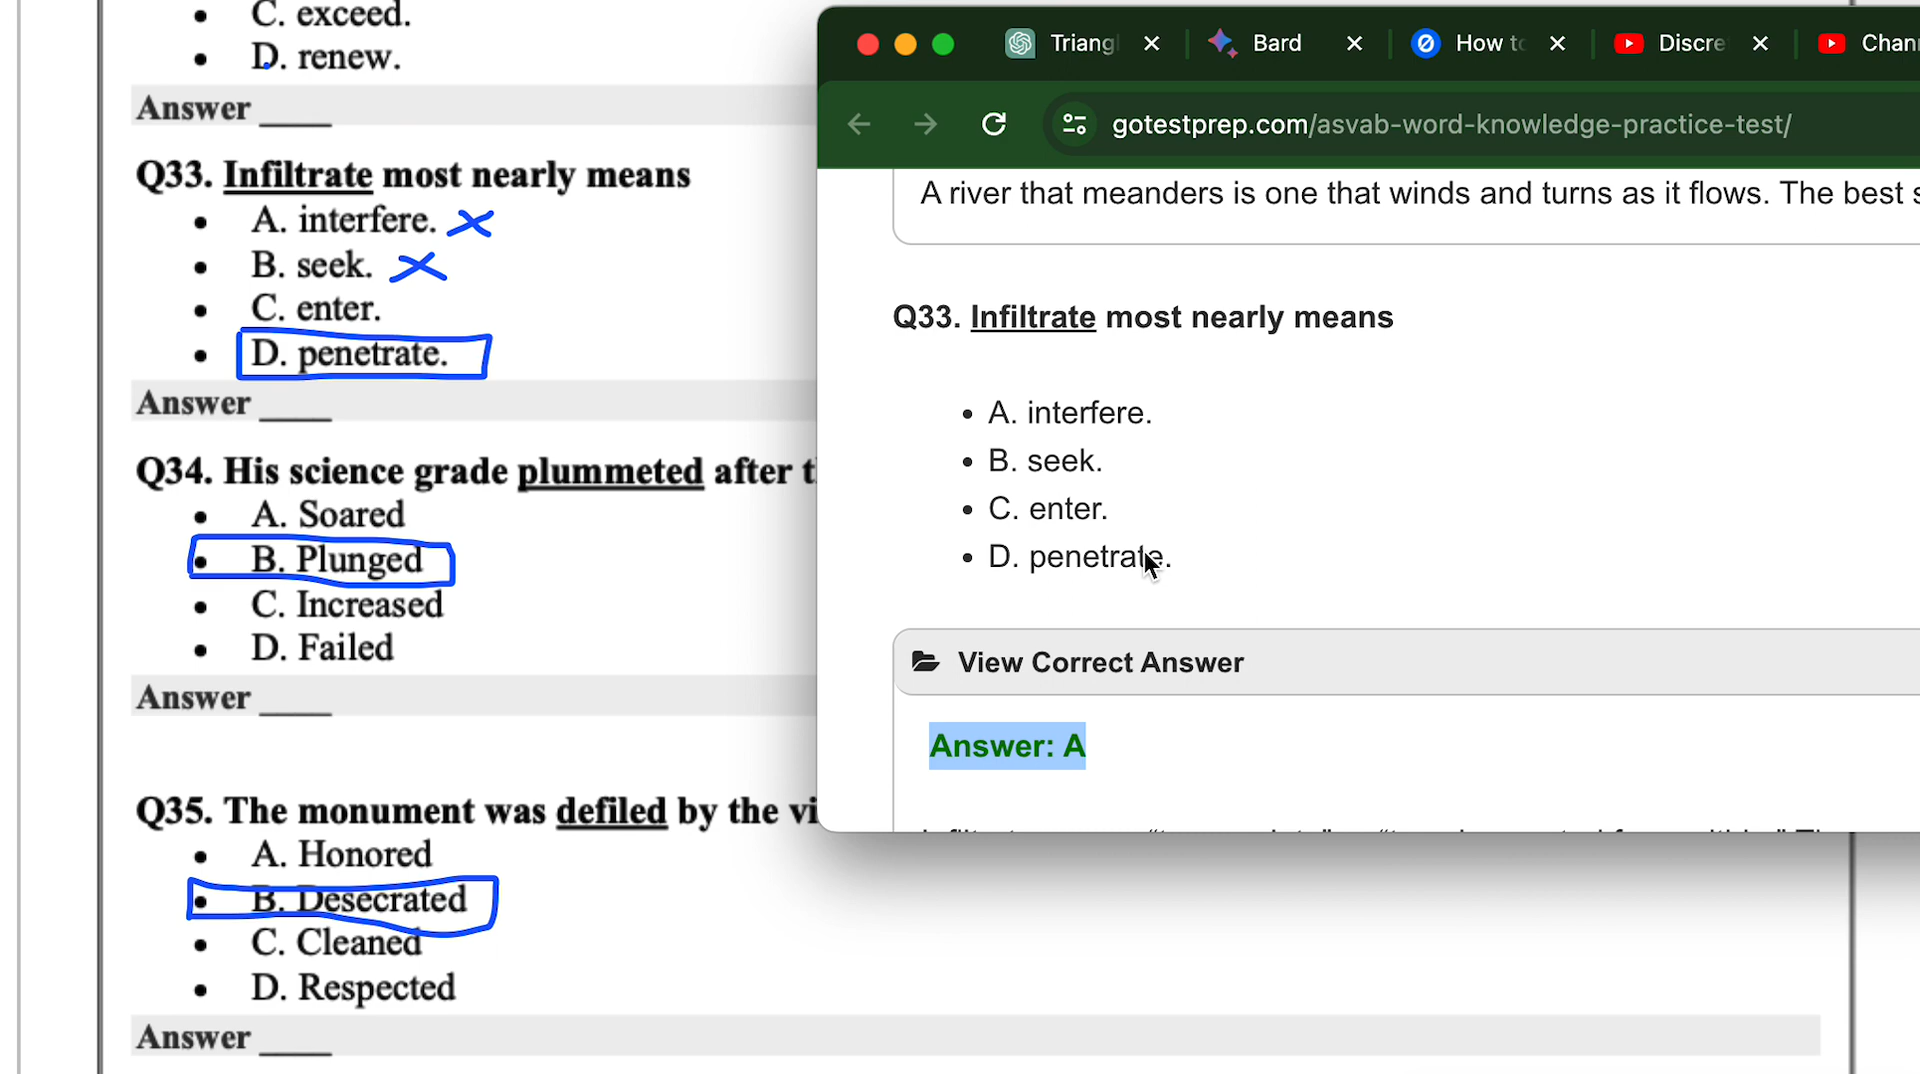 C. exceed.
D. renew.
Answer ____
Q33. Infiltrate most nearly means
A. interfere.
B. seek.
C. enter.
D. penetrate.
Answer ____
Q34. His science grade plummeted after t
A. Soared
B. Plunged
C. Increased
D. Failed
Answer ____
Q35. The monument was defiled by the vi
A. Honored
B. Desecrated
C. Cleaned
D. Respected
Answer ____
Triang
Bard
How to
Discre
Chan
gotestprep.com/asvab-word-knowledge-practice-test/
A river that meanders is one that winds and turns as it flows. The best s
Q33. Infiltrate most nearly means
A. interfere.
B. seek.
C. enter.
D. penetrate.
View Correct Answer
Answer: A